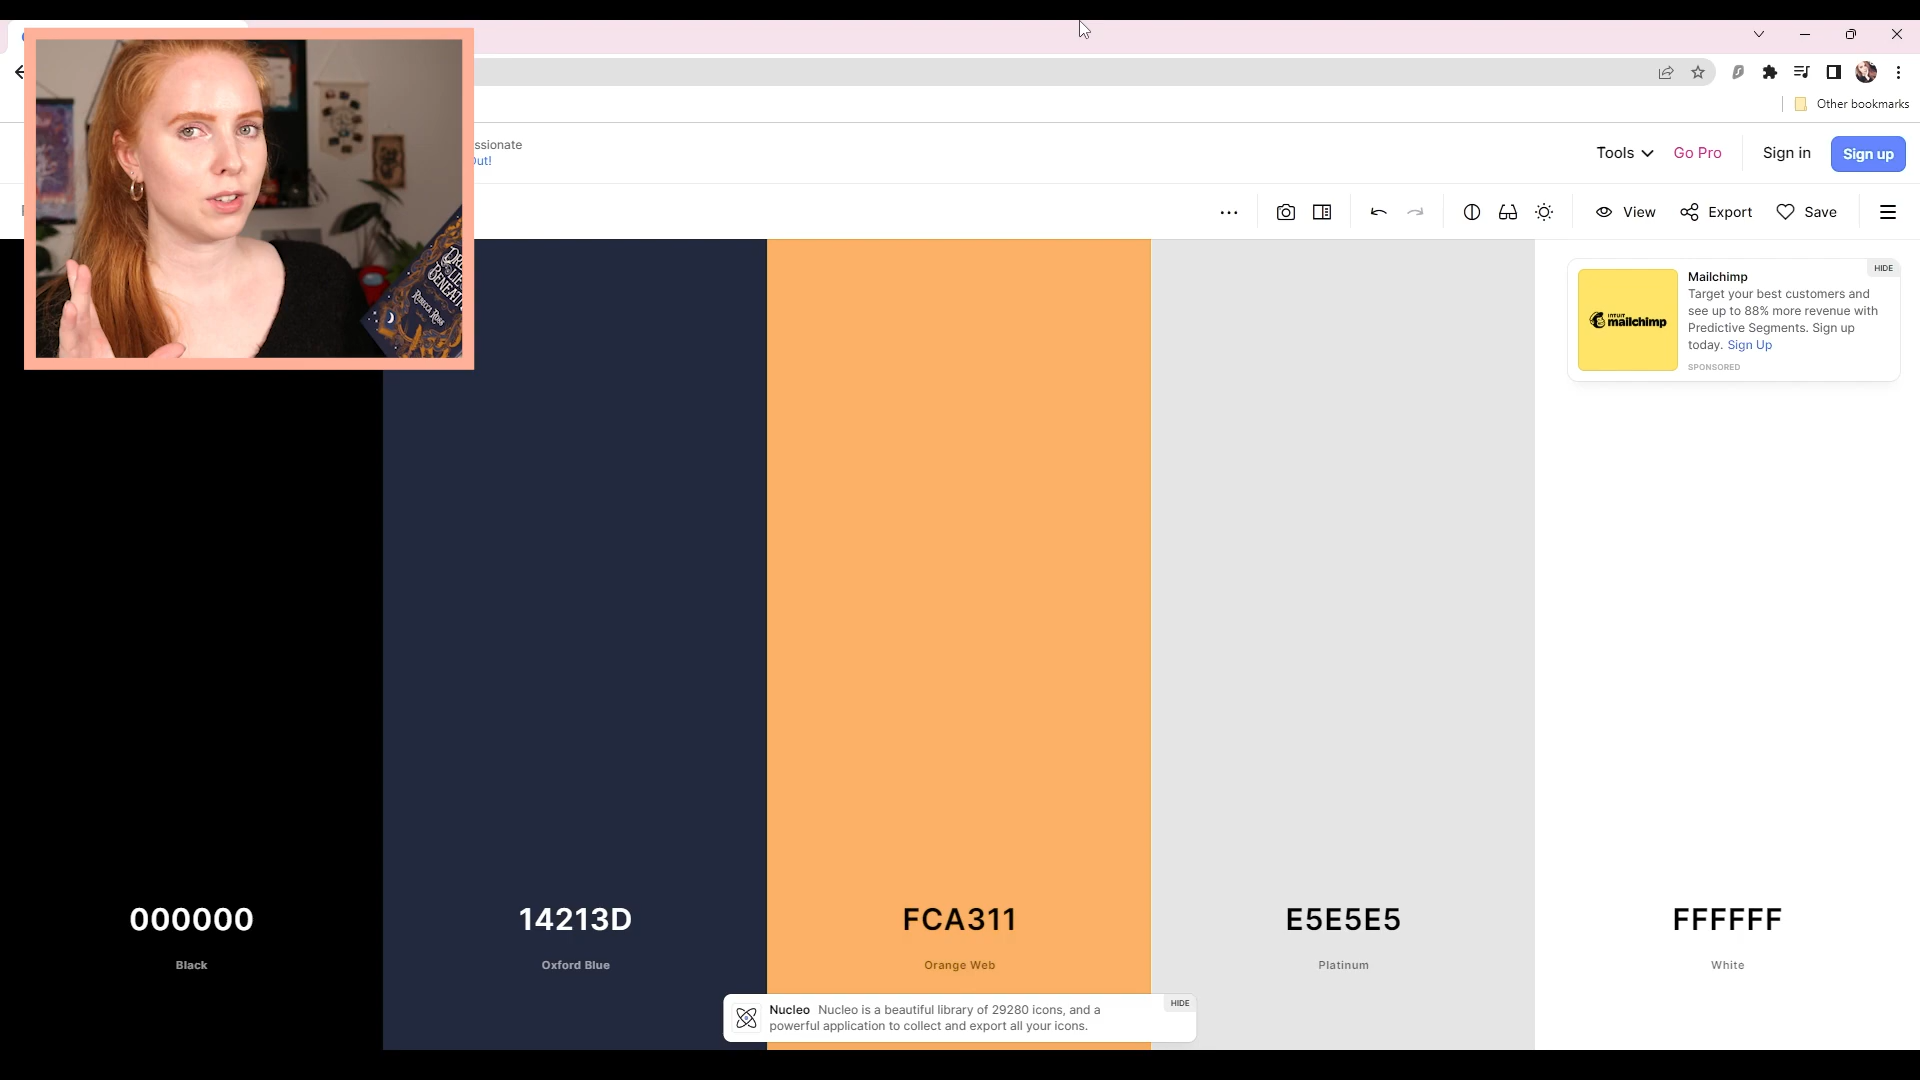 Other bookmarks
ssionate
Out!
Tools
Go Pro
Sign in
Sign up
View
Export
Save
HIDE
Mailchimp
Target your best customers and
see up to 88% more revenue with
Predictive Segments. Sign up
today. Sign Up
SPONSORED
INTUIT
mailchimp
REBECCA ROSS
000000
Black
14213D
Oxford Blue
FCA311
Orange Web
E5E5E5
Platinum
FFFFFF
White
Nucleo Nucleo is a beautiful library of 29280 icons, and a
powerful application to collect and export all your icons.
HIDE